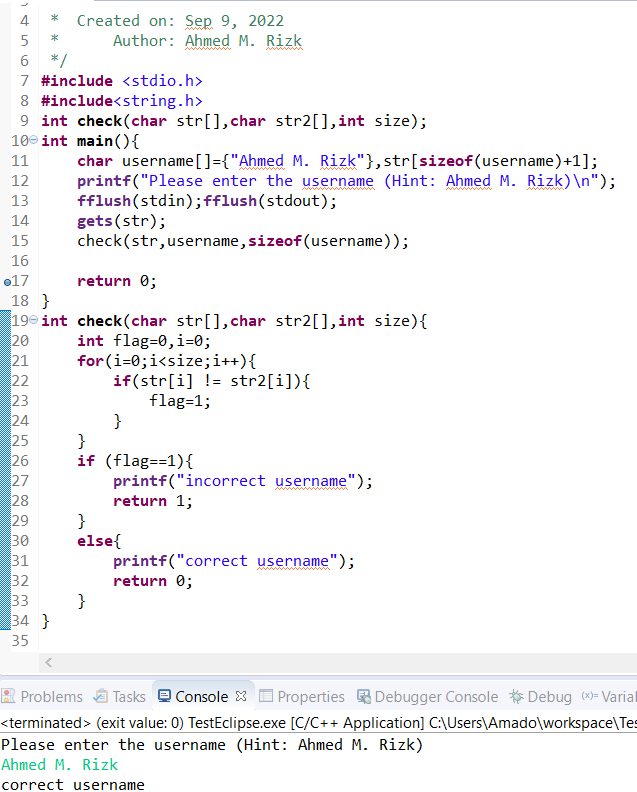 4  *  Created on: Sep 9, 2022
5  *      Author: Ahmed M. Rizk
6  */
7 #include <stdio.h>
8 #include<string.h>
9 int check(char str[],char str2[],int size);
10 int main(){
11     char username[]={"Ahmed M. Rizk"},str[sizeof(username)+1];
12     printf("Please enter the username (Hint: Ahmed M. Rizk)\n");
13     fflush(stdin);fflush(stdout);
14     gets(str);
15     check(str,username,sizeof(username));
16
17     return 0;
18 }
19 int check(char str[],char str2[],int size){
20     int flag=0,i=0;
21     for(i=0;i<size;i++){
22         if(str[i] != str2[i]){
23             flag=1;
24         }
25     }
26     if (flag==1){
27         printf("incorrect username");
28         return 1;
29     }
30     else{
31         printf("correct username");
32         return 0;
33     }
34 }
35
Problems Tasks Console Properties Debugger Console Debug (x)= Varia
<terminated> (exit value: 0) TestEclipse.exe [C/C++ Application] C:\Users\Amado\workspace\Tes
Please enter the username (Hint: Ahmed M. Rizk)
Ahmed M. Rizk
correct username